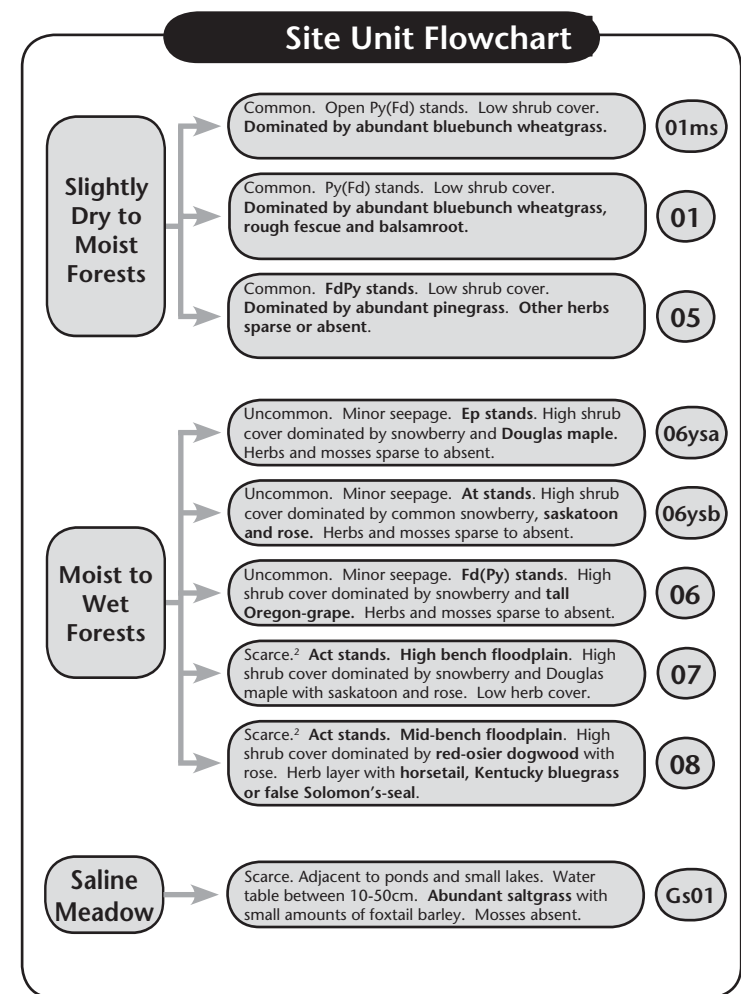 Site Unit Flowchart
Slightly
Dry to
Moist
Forests
Common. Open Py(Fd) stands. Low shrub cover.
Dominated by abundant bluebunch wheatgrass.
01ms
Common. Py(Fd) stands. Low shrub cover.
Dominated by abundant bluebunch wheatgrass,
rough fescue and balsamroot.
01
Common. FdPy stands. Low shrub cover.
Dominated by abundant pinegrass. Other herbs
sparse or absent.
05
Moist to
Wet
Forests
Uncommon. Minor seepage. Ep stands. High shrub
cover dominated by snowberry and Douglas maple.
Herbs and mosses sparse to absent.
06ysa
Uncommon. Minor seepage. At stands. High shrub
cover dominated by common snowberry, saskatoon
and rose. Herbs and mosses sparse to absent.
06ysb
Uncommon. Minor seepage. Fd(Py) stands. High
shrub cover dominated by snowberry and tall
Oregon-grape. Herbs and mosses sparse to absent.
06
Scarce.² Act stands. High bench floodplain. High
shrub cover dominated by snowberry and Douglas
maple with saskatoon and rose. Low herb cover.
07
Scarce.² Act stands. Mid-bench floodplain. High
shrub cover dominated by red-osier dogwood with
rose. Herb layer with horsetail, Kentucky bluegrass
or false Solomon's-seal.
08
Saline
Meadow
Scarce. Adjacent to ponds and small lakes. Water
table between 10-50cm. Abundant saltgrass with
small amounts of foxtail barley. Mosses absent.
Gs01